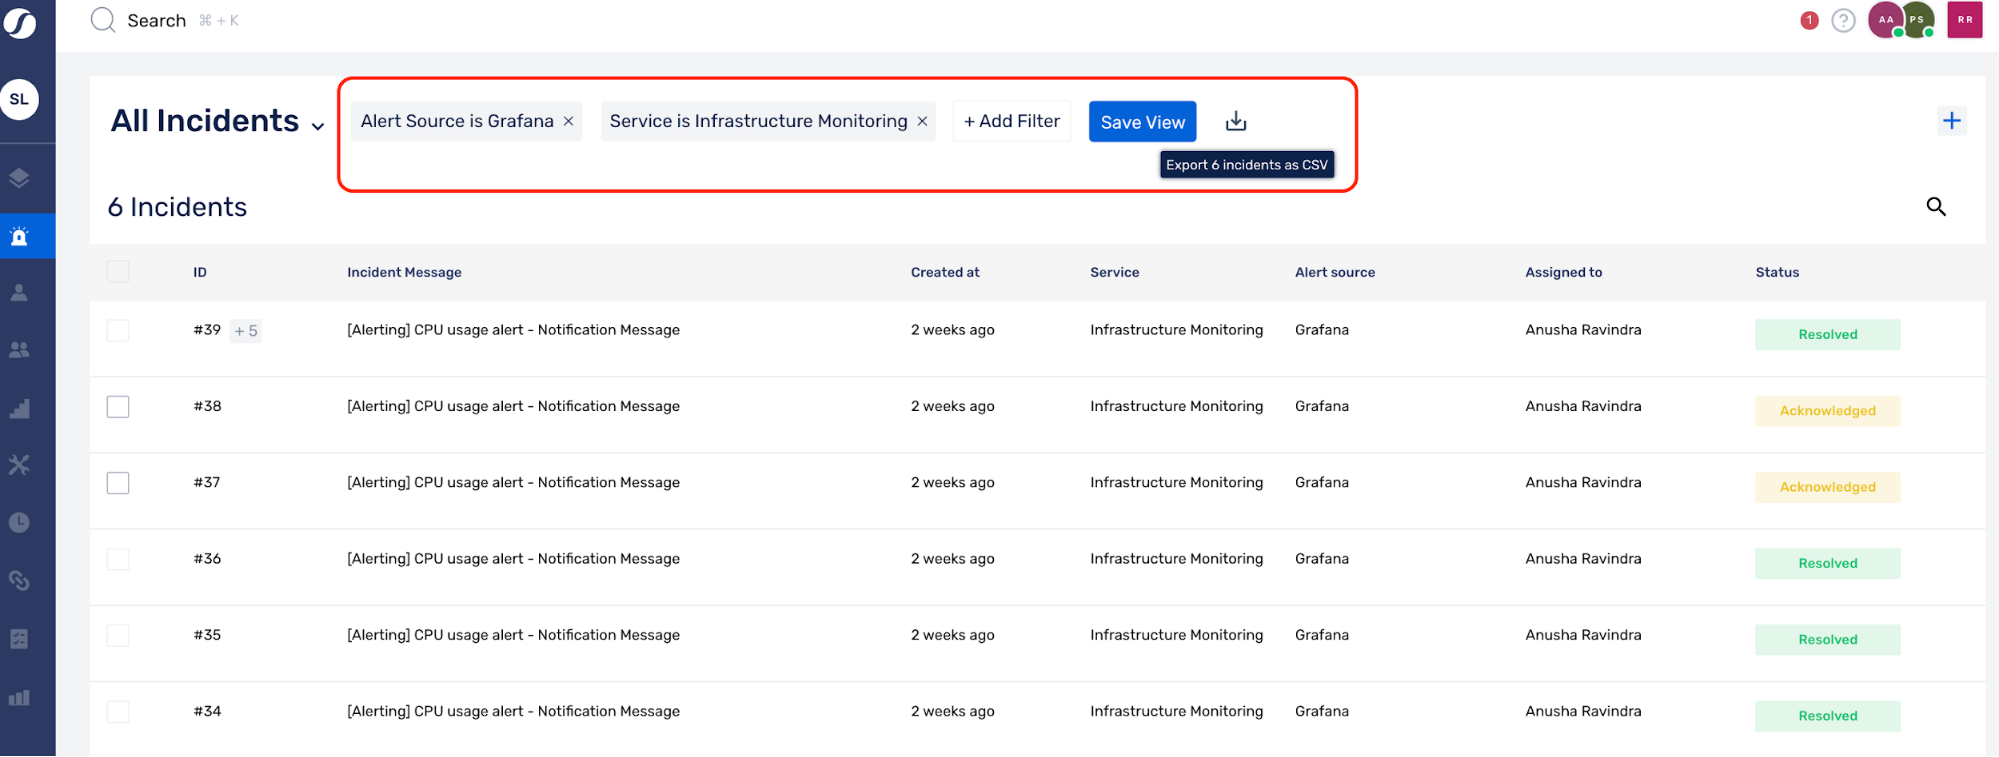 Search ⌘ + K
1 ? AA PS RR
SL
All Incidents
Alert Source is Grafana ×
Service is Infrastructure Monitoring ×
+ Add Filter
Save View
Export 6 incidents as CSV
+
6 Incidents
ID Incident Message Created at Service Alert source Assigned to Status
#39 + 5 [Alerting] CPU usage alert - Notification Message 2 weeks ago Infrastructure Monitoring Grafana Anusha Ravindra Resolved
#38 [Alerting] CPU usage alert - Notification Message 2 weeks ago Infrastructure Monitoring Grafana Anusha Ravindra Acknowledged
#37 [Alerting] CPU usage alert - Notification Message 2 weeks ago Infrastructure Monitoring Grafana Anusha Ravindra Acknowledged
#36 [Alerting] CPU usage alert - Notification Message 2 weeks ago Infrastructure Monitoring Grafana Anusha Ravindra Resolved
#35 [Alerting] CPU usage alert - Notification Message 2 weeks ago Infrastructure Monitoring Grafana Anusha Ravindra Resolved
#34 [Alerting] CPU usage alert - Notification Message 2 weeks ago Infrastructure Monitoring Grafana Anusha Ravindra Resolved